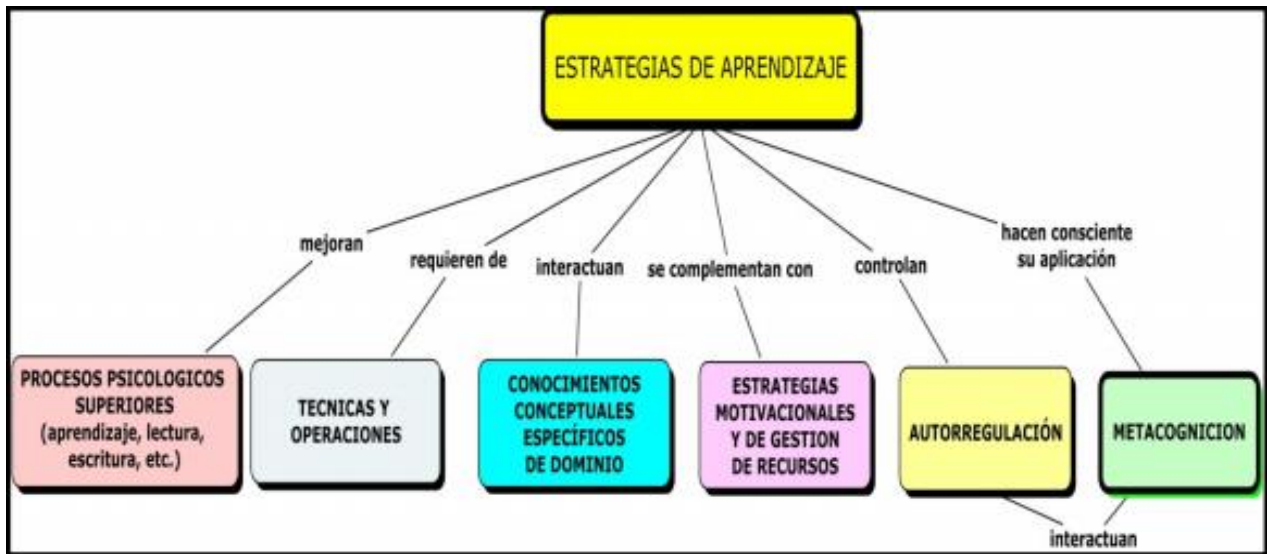 ESTRATEGIAS DE APRENDIZAJE
mejoran
requieren de
interactuan
se complementan con
controlan
hacen consciente
su aplicación
PROCESOS PSICOLOGICOS
SUPERIORES
(aprendizaje, lectura,
escritura, etc.)
TECNICAS Y
OPERACIONES
CONOCIMIENTOS
CONCEPTUALES
ESPECÍFICOS
DE DOMINIO
ESTRATEGIAS
MOTIVACIONALES
Y DE GESTION
DE RECURSOS
AUTORREGULACIÓN
METACOGNICION
interactuan